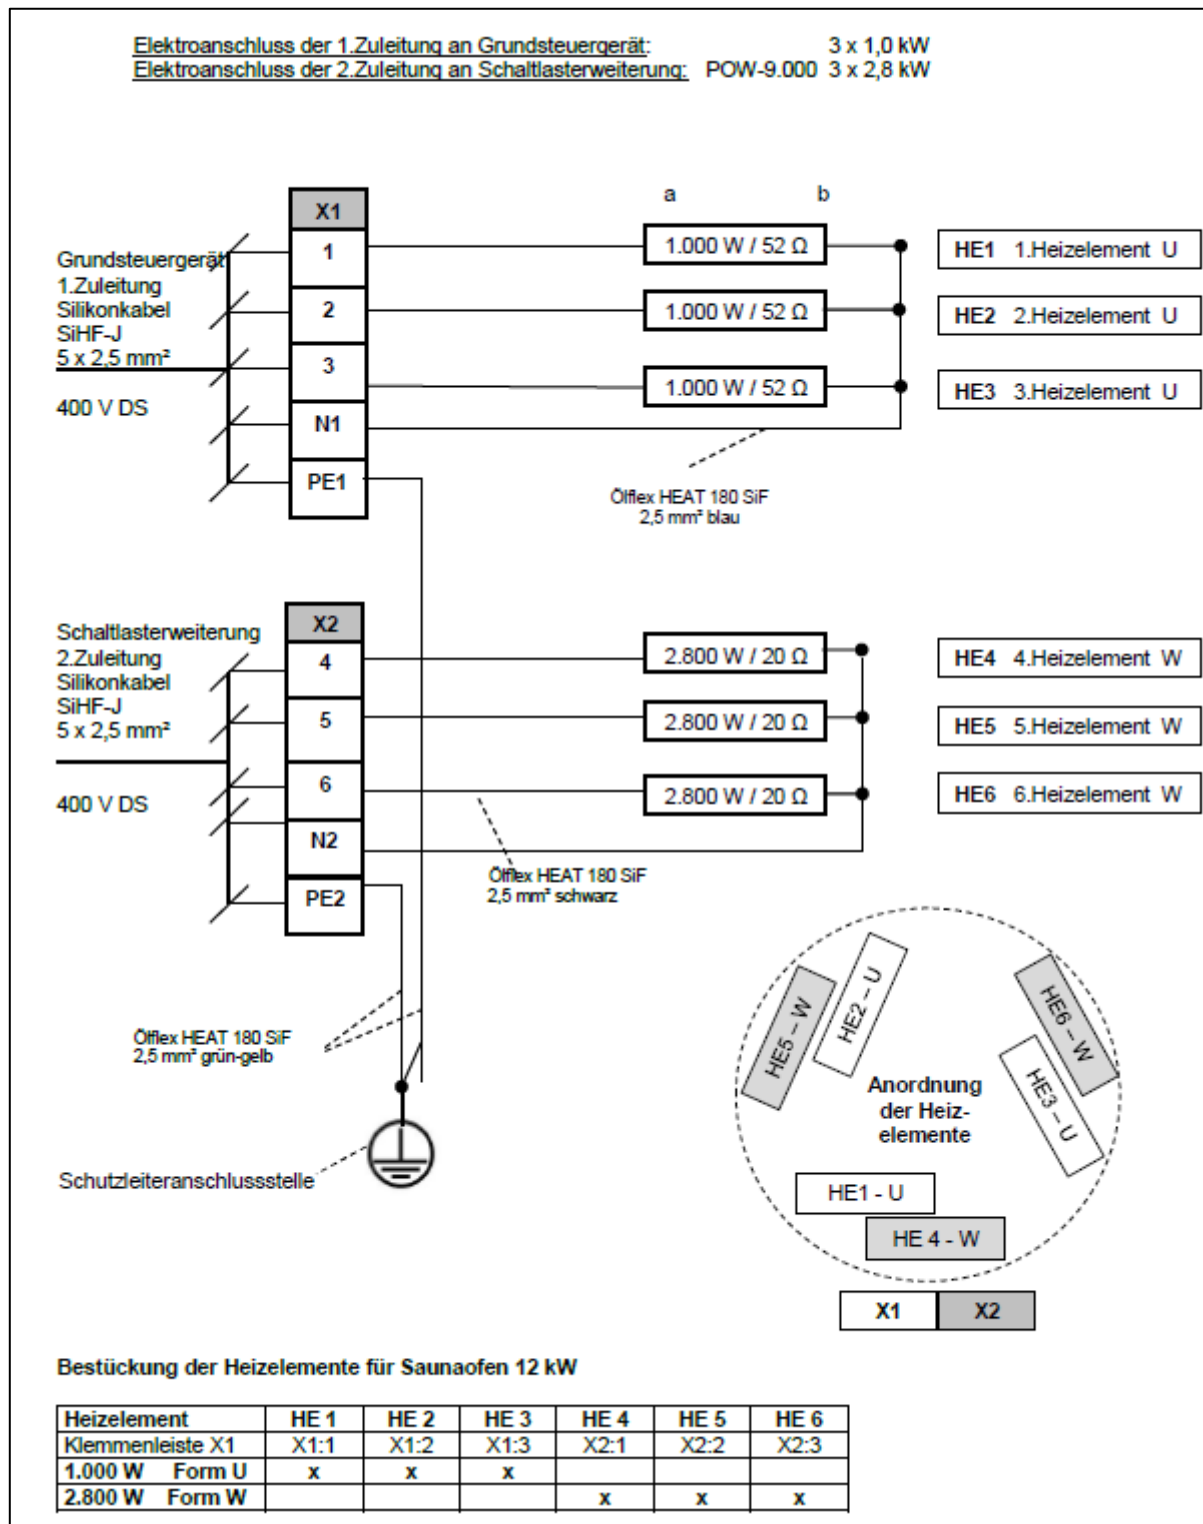 Elektroanschluss der 1.Zuleitung an Grundsteuergerät: 3 x 1,0 kW
Elektroanschluss der 2.Zuleitung an Schaltlasterweiterung: POW-9.000 3 x 2,8 kW
a b
X1
1
2
3
N1
PE1
Grundsteuergerät
1.Zuleitung
Silikonkabel
SiHF-J
5 x 2,5 mm²
400 V DS
1.000 W / 52 Ω
1.000 W / 52 Ω
1.000 W / 52 Ω
HE1 1.Heizelement U
HE2 2.Heizelement U
HE3 3.Heizelement U
Ölflex HEAT 180 SiF
2,5 mm² blau
X2
4
5
6
N2
PE2
Schaltlasterweiterung
2.Zuleitung
Silikonkabel
SiHF-J
5 x 2,5 mm²
400 V DS
2.800 W / 20 Ω
2.800 W / 20 Ω
2.800 W / 20 Ω
HE4 4.Heizelement W
HE5 5.Heizelement W
HE6 6.Heizelement W
Ölflex HEAT 180 SiF
2,5 mm² schwarz
Ölflex HEAT 180 SiF
2,5 mm² grün-gelb
Schutzleiteranschlussstelle
HE5 – W
HE2 – U
HE6 – W
HE3 – U
Anordnung
der Heiz-
elemente
HE1 - U
HE 4 - W
X1 X2
Bestückung der Heizelemente für Saunaofen 12 kW
Heizelement HE 1 HE 2 HE 3 HE 4 HE 5 HE 6
Klemmenleiste X1 X1:1 X1:2 X1:3 X2:1 X2:2 X2:3
1.000 W Form U x x x
2.800 W Form W x x x